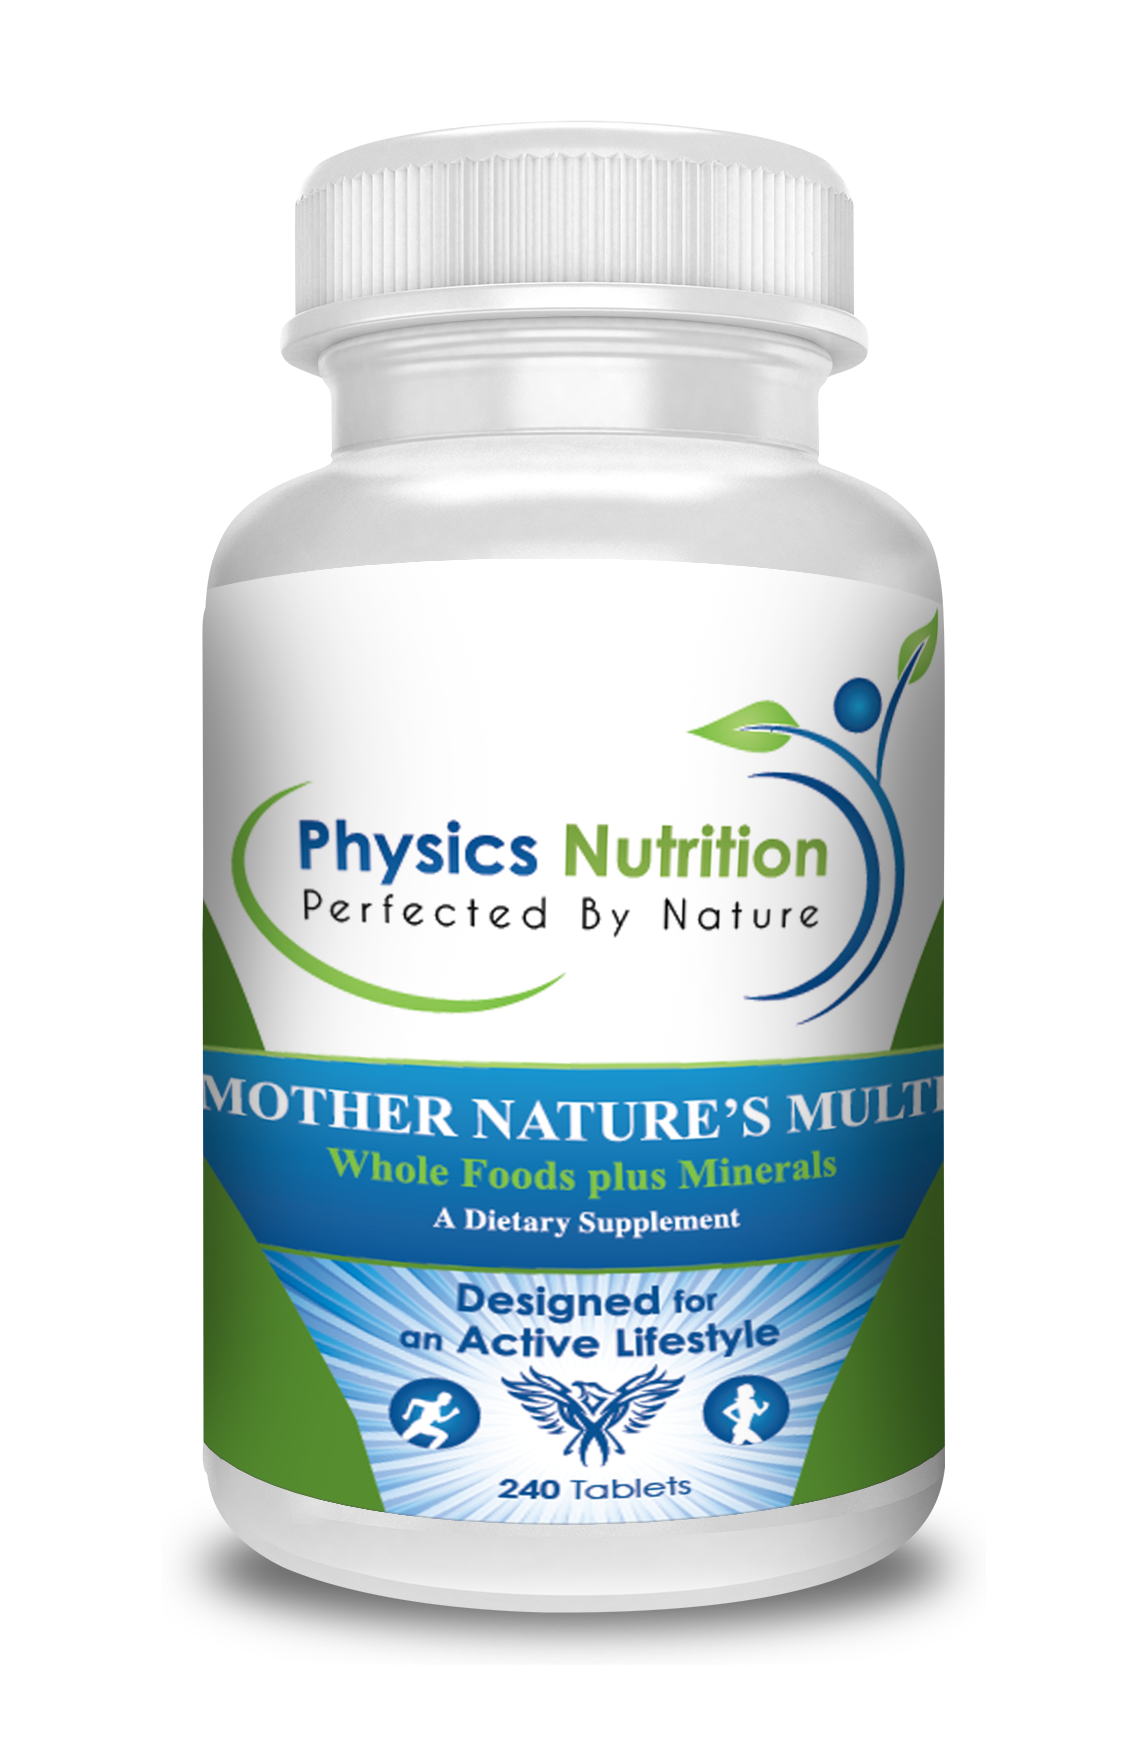 Physics Nutrition
Perfected By Nature
MOTHER NATURE'S MULTI
Whole Foods plus Minerals
A Dietary Supplement
Designed for
an Active Lifestyle
240 Tablets